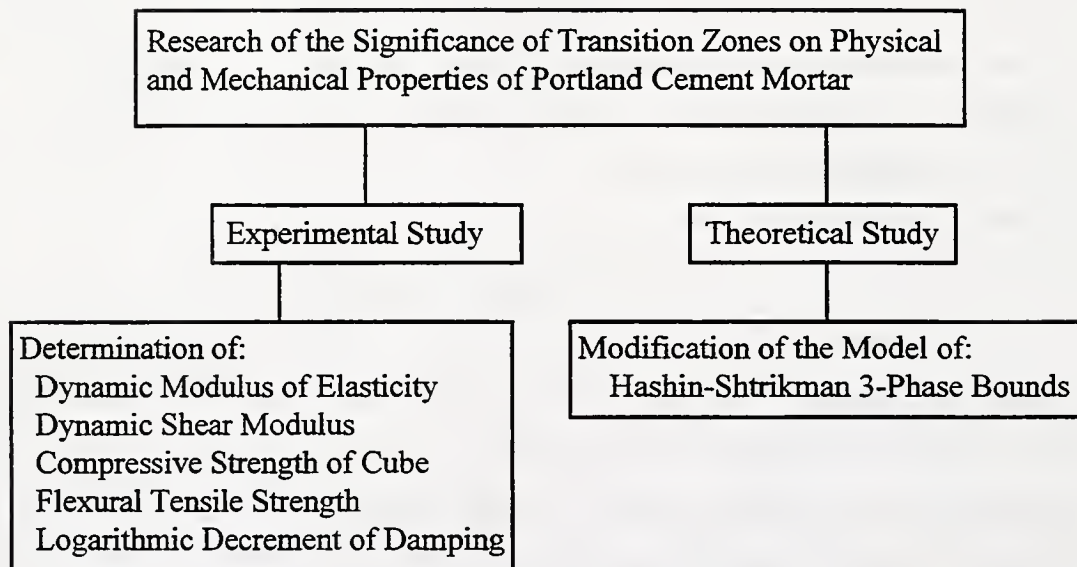 Research of the Significance of Transition Zones on Physical
and Mechanical Properties of Portland Cement Mortar
Experimental Study
Theoretical Study
Determination of:
Dynamic Modulus of Elasticity
Dynamic Shear Modulus
Compressive Strength of Cube
Flexural Tensile Strength
Logarithmic Decrement of Damping
Modification of the Model of:
Hashin-Shtrikman 3-Phase Bounds